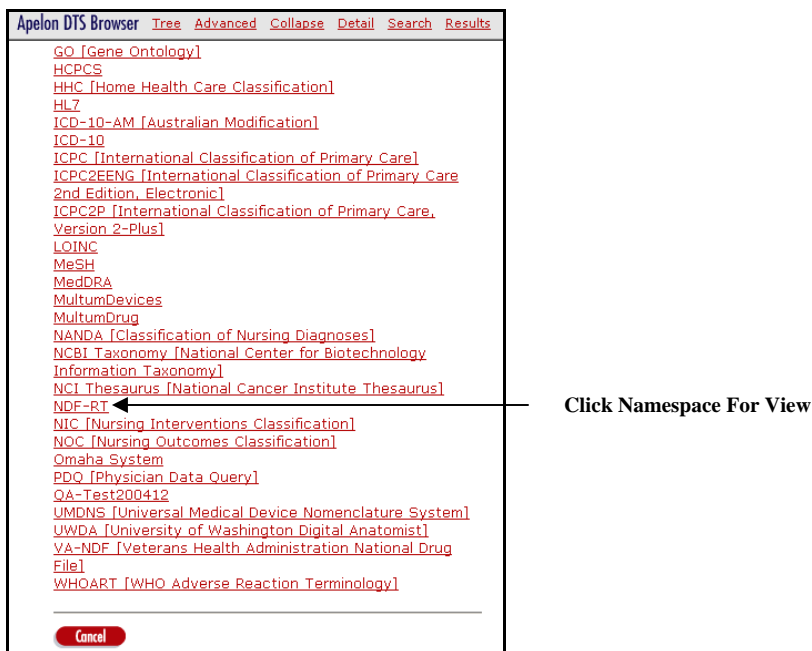 Apelon DTS Browser Tree Advanced Collapse Detail Search Results
GO [Gene Ontology]
HCPCS
HHC [Home Health Care Classification]
HL7
ICD-10-AM [Australian Modification]
ICD-10
ICPC [International Classification of Primary Care]
ICPC2EENG [International Classification of Primary Care
2nd Edition, Electronic]
ICPC2P [International Classification of Primary Care,
Version 2-Plus]
LOINC
MeSH
MedDRA
MultumDevices
MultumDrug
NANDA [Classification of Nursing Diagnoses]
NCBI Taxonomy [National Center for Biotechnology
Information Taxonomy]
NCI Thesaurus [National Cancer Institute Thesaurus]
NDF-RT Click Namespace For View
NIC [Nursing Interventions Classification]
NOC [Nursing Outcomes Classification]
Omaha System
PDQ [Physician Data Query]
QA-Test200412
UMDNS [Universal Medical Device Nomenclature System]
UWDA [University of Washington Digital Anatomist]
VA-NDF [Veterans Health Administration National Drug
File]
WHOART [WHO Adverse Reaction Terminology]
Cancel